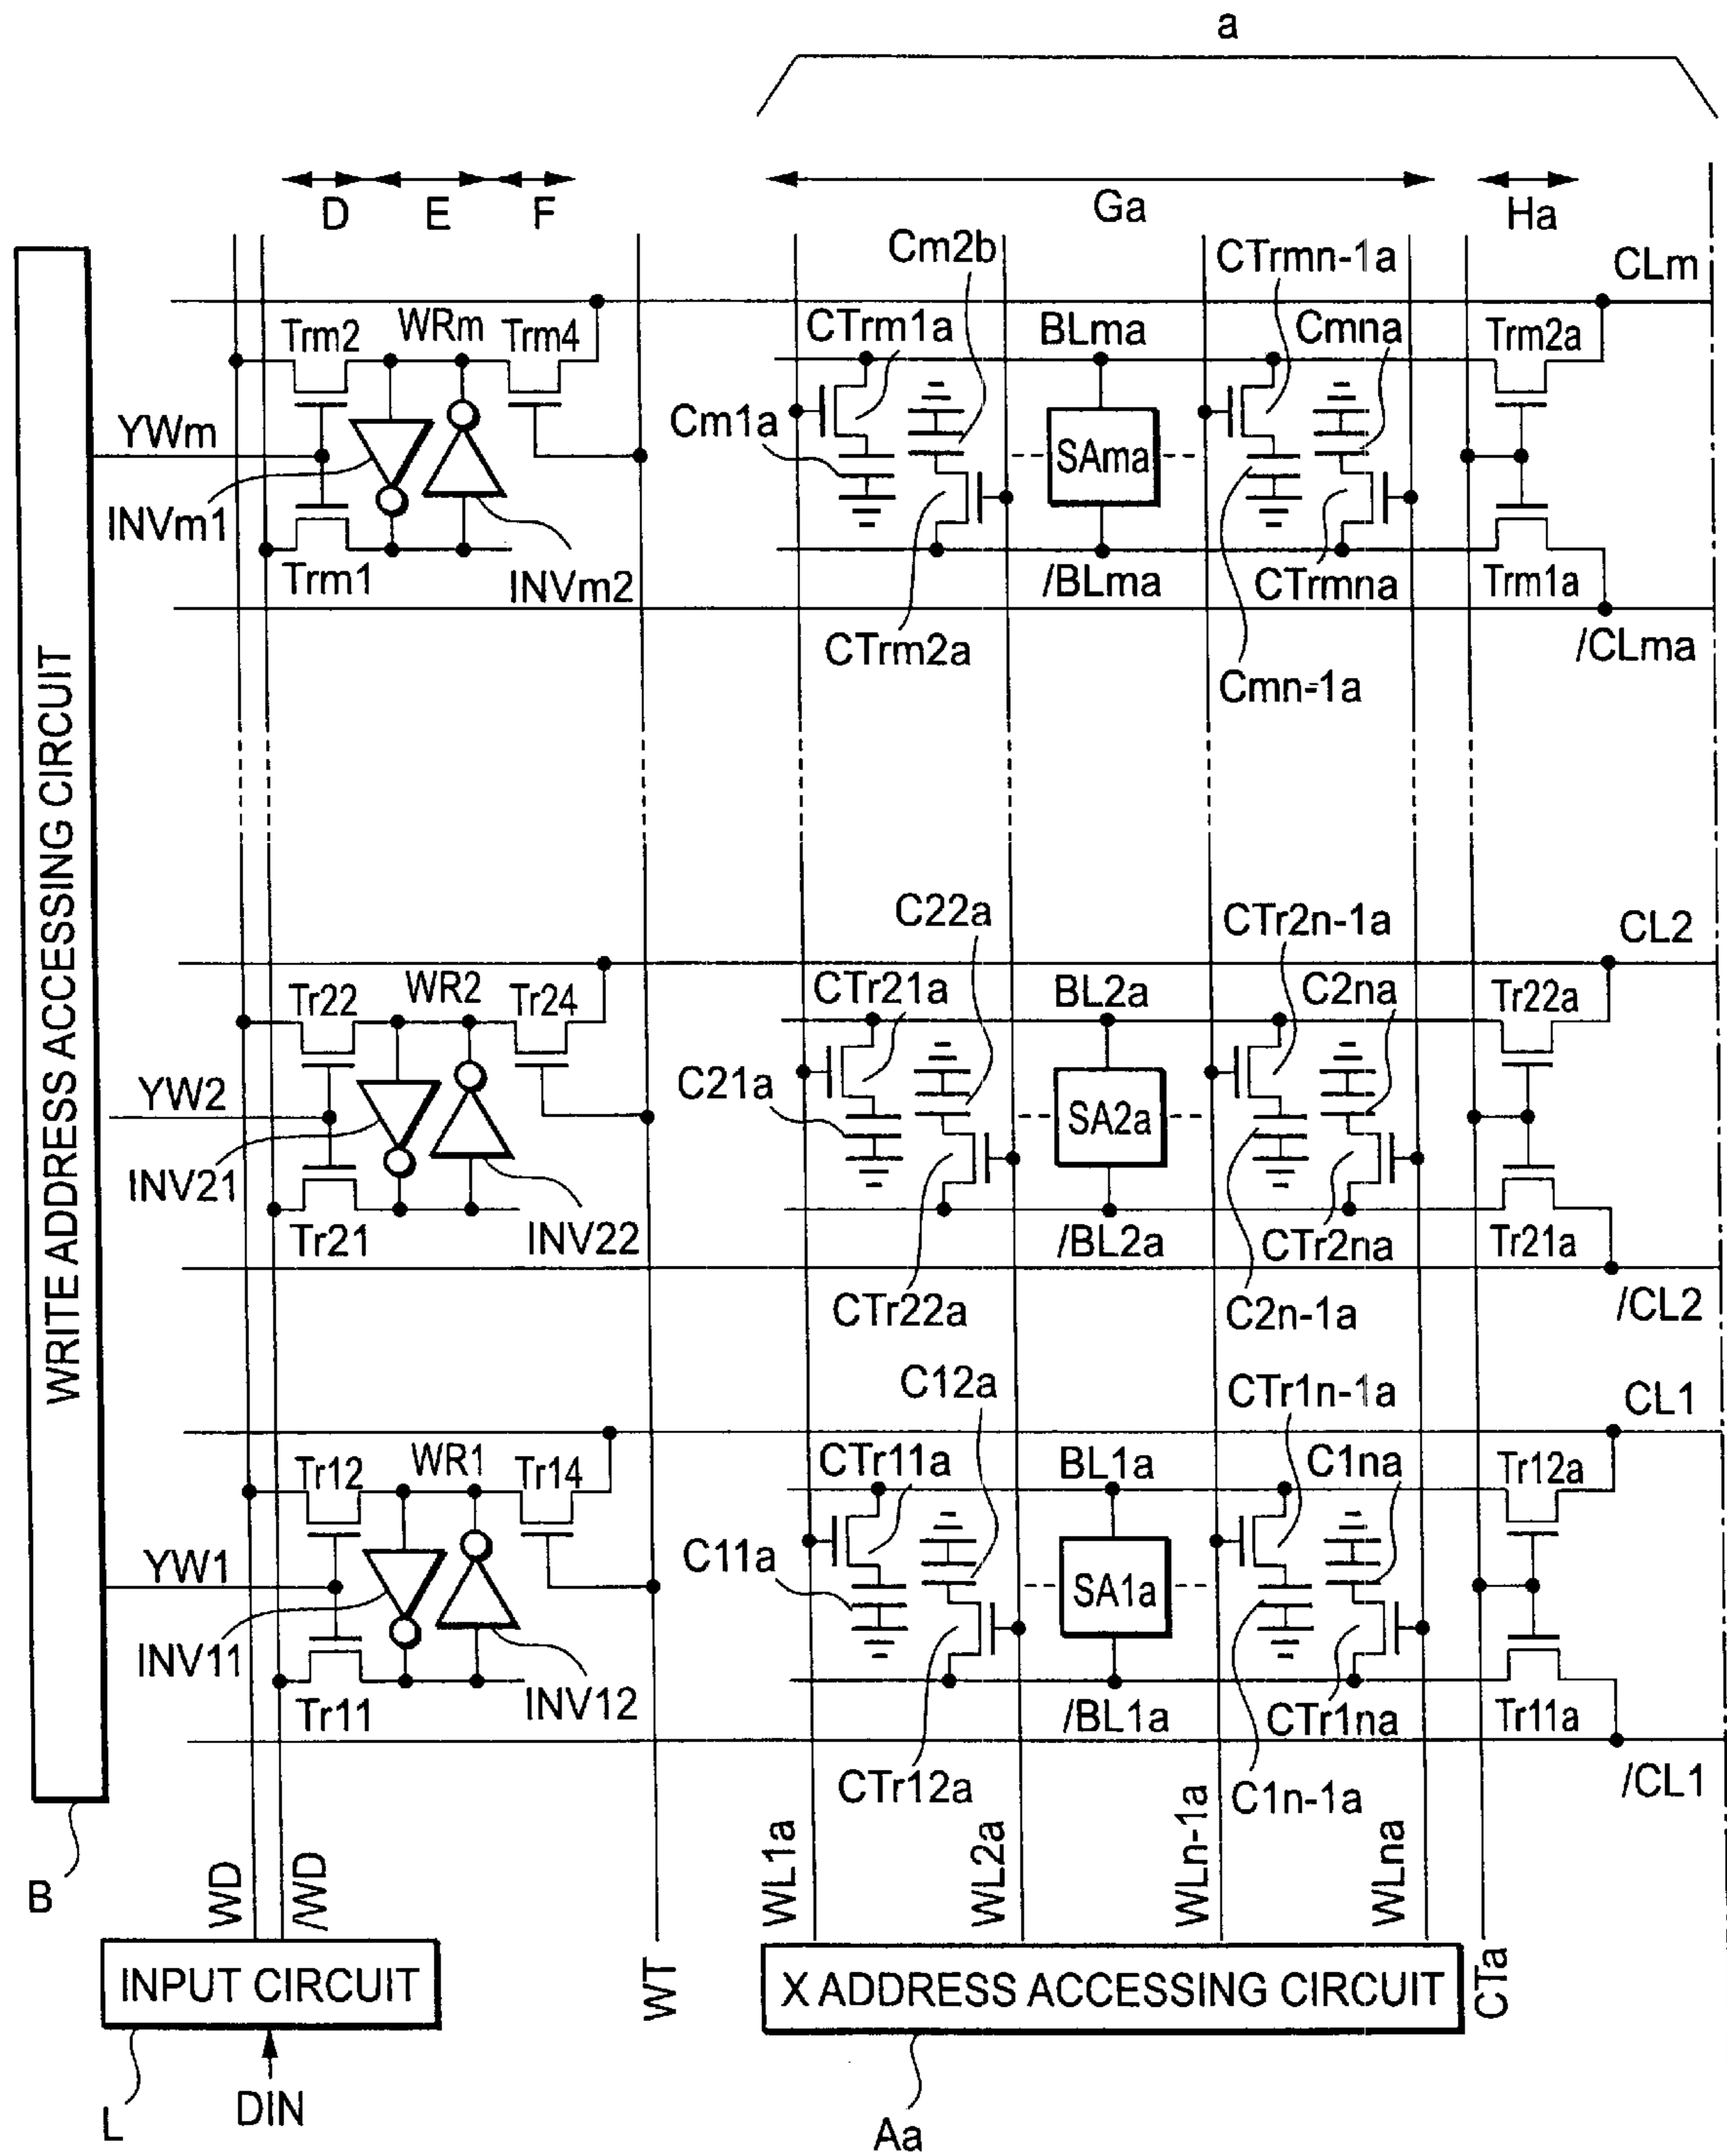 a
D E F Ga Ha
Cm2b CTrmn-1a CLm
Trm2 WRm Trm4 CTrm1a BLma Cmna Trm2a
YWm Cm1a SAma
INVm1
Trm1 INVm2 /BLma CTrmna Trm1a
CTrm2a Cmn-1a /CLma
WRITE ADDRESS ACCESSING CIRCUIT
C22a CTr2n-1a CL2
Tr22 WR2 Tr24 CTr21a BL2a C2na Tr22a
YW2 C21a SA2a
INV21
Tr21 INV22 /BL2a CTr2na Tr21a
CTr22a C2n-1a /CL2
C12a CTr1n-1a CL1
Tr12 WR1 Tr14 CTr11a BL1a C1na Tr12a
YW1 C11a SA1a
INV11
Tr11 INV12 /BL1a CTr1na Tr11a
CTr12a C1n-1a /CL1
B WD /WD WT WL1a WL2a WLn-1a WLna CTa
INPUT CIRCUIT X ADDRESS ACCESSING CIRCUIT
L DIN Aa